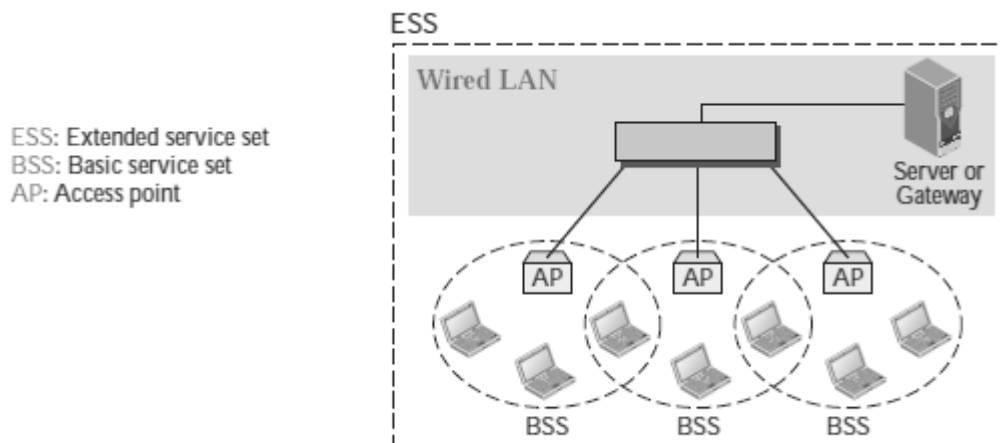 ESS
Wired LAN
ESS: Extended service set
BSS: Basic service set
AP: Access point
Server or
Gateway
AP
AP
AP
BSS
BSS
BSS